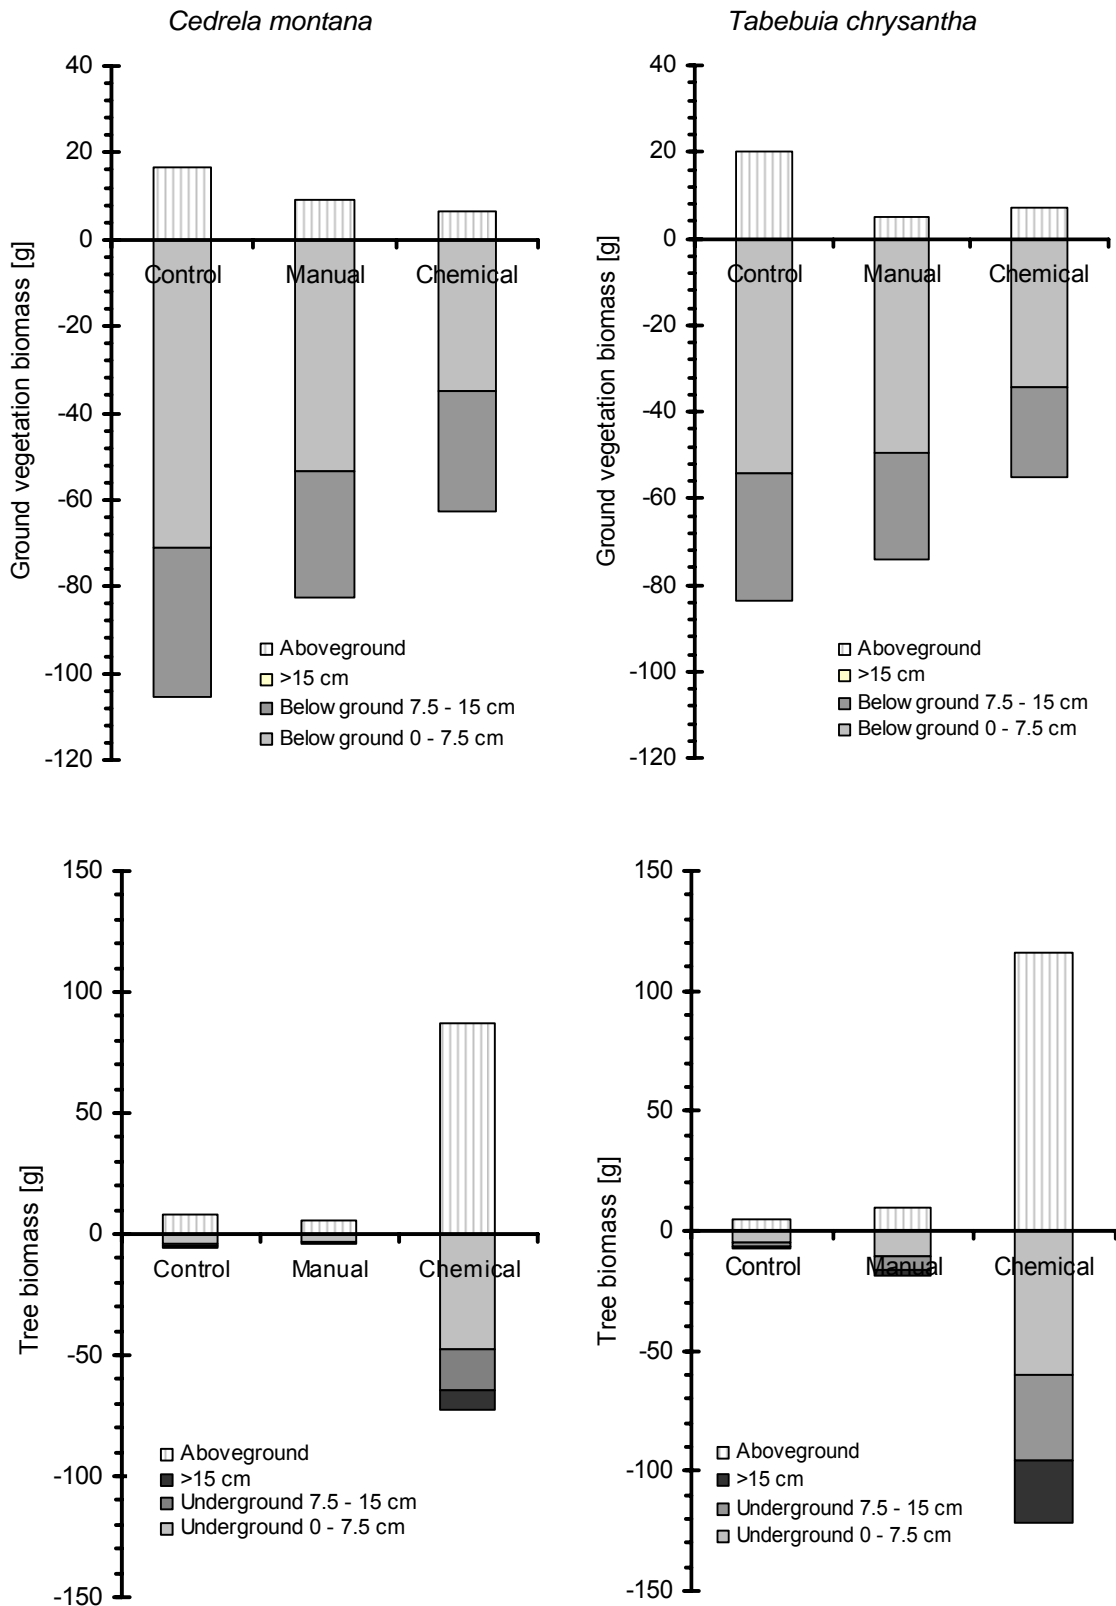 Cedrela montana
Tabebuia chrysantha
Ground vegetation biomass [g]
40
20
0
-20
-40
-60
-80
-100
-120
Control Manual Chemical
Aboveground
>15 cm
Below ground 7.5 - 15 cm
Below ground 0 - 7.5 cm
Ground vegetation biomass [g]
40
20
0
-20
-40
-60
-80
-100
-120
Control Manual Chemical
Aboveground
>15 cm
Below ground 7.5 - 15 cm
Below ground 0 - 7.5 cm
Tree biomass [g]
150
100
50
0
-50
-100
-150
Control Manual Chemical
Aboveground
>15 cm
Underground 7.5 - 15 cm
Underground 0 - 7.5 cm
Tree biomass [g]
150
100
50
0
-50
-100
-150
Control Manual Chemical
Aboveground
>15 cm
Underground 7.5 - 15 cm
Underground 0 - 7.5 cm